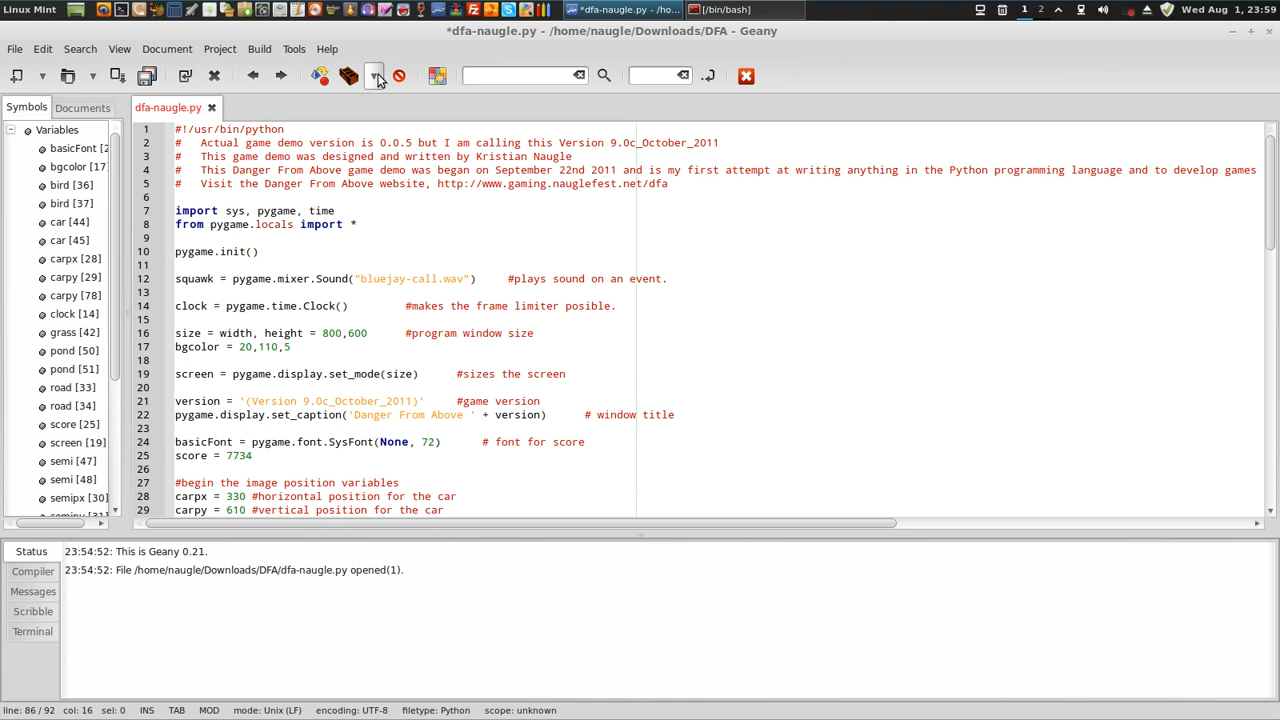 Linux Mint
*dfa-naugle.py - /ho...
[/bin/bash]
1
2
Wed Aug 1, 23:59
*dfa-naugle.py - /home/naugle/Downloads/DFA - Geany
File Edit Search View Document Project Build Tools Help
Symbols Documents
dfa-naugle.py
Variables
basicFont [2
bgcolor [17]
bird [36]
bird [37]
car [44]
car [45]
carpx [28]
carpy [29]
carpy [78]
clock [14]
grass [42]
pond [50]
pond [51]
road [33]
road [34]
score [25]
screen [19]
semi [47]
semi [48]
semipx [30]
1 #!/usr/bin/python
2 #   Actual game demo version is 0.0.5 but I am calling this Version 9.0c_October_2011
3 #   This game demo was designed and written by Kristian Naugle
4 #   This Danger From Above game demo was began on September 22nd 2011 and is my first attempt at writing anything in the Python programming language and to develop games
5 #   Visit the Danger From Above website, http://www.gaming.nauglefest.net/dfa
6
7 import sys, pygame, time
8 from pygame.locals import *
9
10 pygame.init()
11
12 squawk = pygame.mixer.Sound("bluejay-call.wav")     #plays sound on an event.
13
14 clock = pygame.time.Clock()         #makes the frame limiter posible.
15
16 size = width, height = 800,600      #program window size
17 bgcolor = 20,110,5
18
19 screen = pygame.display.set_mode(size)      #sizes the screen
20
21 version = '(Version 9.0c_October_2011)'     #game version
22 pygame.display.set_caption('Danger From Above ' + version)      # window title
23
24 basicFont = pygame.font.SysFont(None, 72)       # font for score
25 score = 7734
26
27 #begin the image position variables
28 carpx = 330 #horizontal position for the car
29 carpy = 610 #vertical position for the car
Status
Compiler
Messages
Scribble
Terminal
23:54:52: This is Geany 0.21.
23:54:52: File /home/naugle/Downloads/DFA/dfa-naugle.py opened(1).
line: 86 / 92 col: 16 sel: 0 INS TAB MOD mode: Unix (LF) encoding: UTF-8 filetype: Python scope: unknown